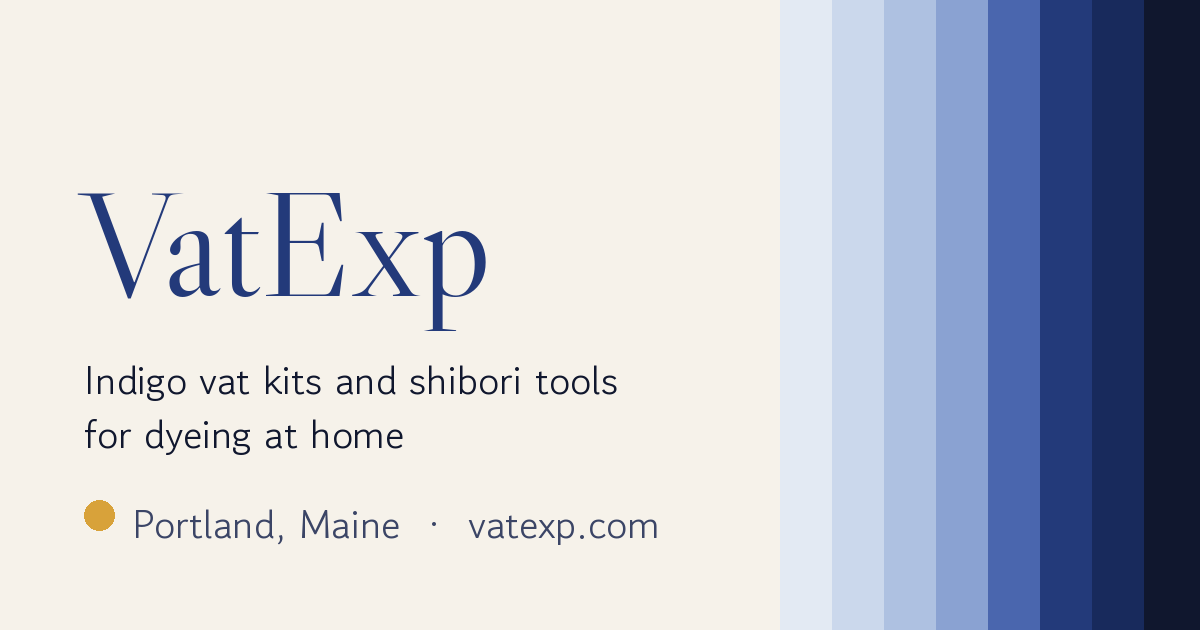 VatExp
Indigo vat kits and shibori tools
for dyeing at home
Portland, Maine · vatexp.com